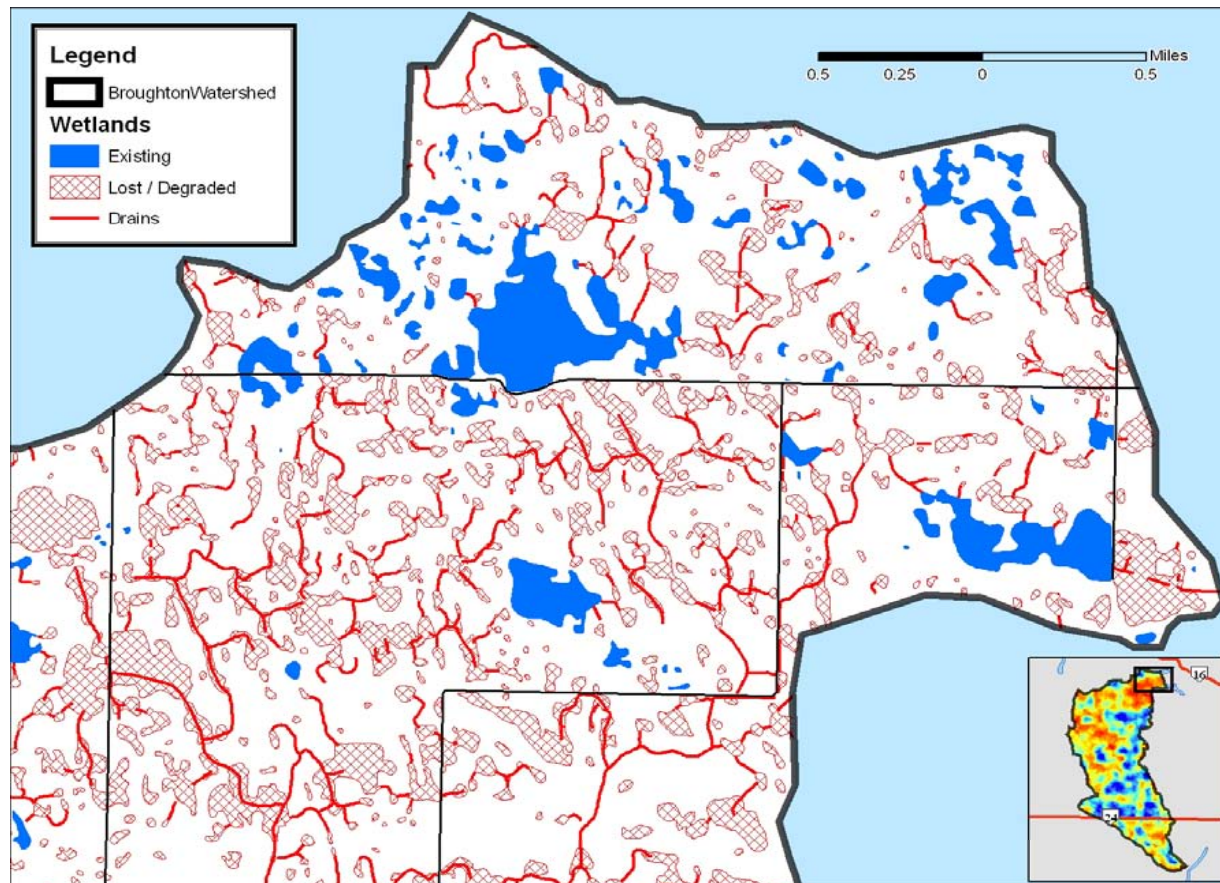 Legend
BroughtonWatershed
Wetlands
Existing
Lost / Degraded
Drains
Miles
0.5 0.25 0 0.5
16
24